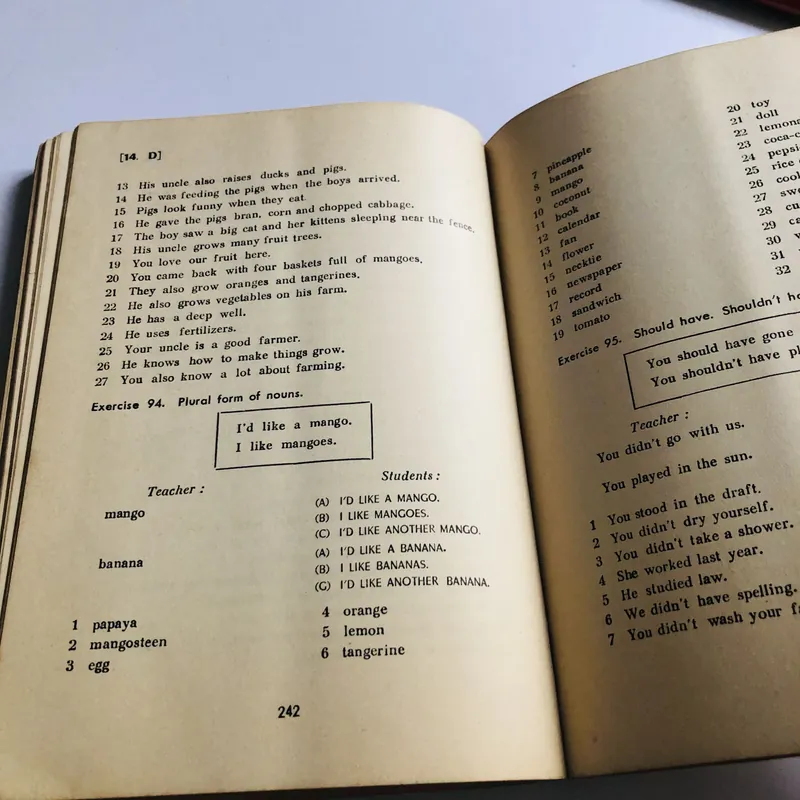 [14. D]
13 His uncle also raises ducks and pigs.
14 He was feeding the pigs when the boys arrived.
15 Pigs look funny when they eat.
16 He gave the pigs bran, corn and chopped cabbage.
17 The boy saw a big cat and her kittens sleeping near the fence.
18 His uncle grows many fruit trees.
19 You love our fruit here.
20 You came back with four baskets full of mangoes.
21 They also grow oranges and tangerines.
22 He also grows vegetables on his farm.
23 He has a deep well.
24 He uses fertilizers.
25 Your uncle is a good farmer.
26 He knows how to make things grow.
27 You also know a lot about farming.
Exercise 94. Plural form of nouns.
I'd like a mango.
I like mangoes.
Teacher : Students :
mango (A) I'D LIKE A MANGO.
(B) I LIKE MANGOES.
(C) I'D LIKE ANOTHER MANGO.
banana (A) I'D LIKE A BANANA.
(B) I LIKE BANANAS.
(C) I'D LIKE ANOTHER BANANA.
1 papaya 4 orange
2 mangosteen 5 lemon
3 egg 6 tangerine
242
7 pineapple
8 banana
9 mango
10 coconut
11 book
12 calendar
13 fan
14 flower
15 necktie
16 newspaper
17 record
18 sandwich
19 tomato
20 toy
21 doll
22
23
24
25 rice
26
27
28
29
30
31
32
Exercise 95. Should have. Shouldn't
You should have gone
You shouldn't have
Teacher :
You didn't go with us.
You played in the sun.
1 You stood in the draft.
2 You didn't dry yourself.
3 You didn't take a shower.
4 She worked last year.
5 He studied law.
6 We didn't have spelling.
7 You didn't wash your